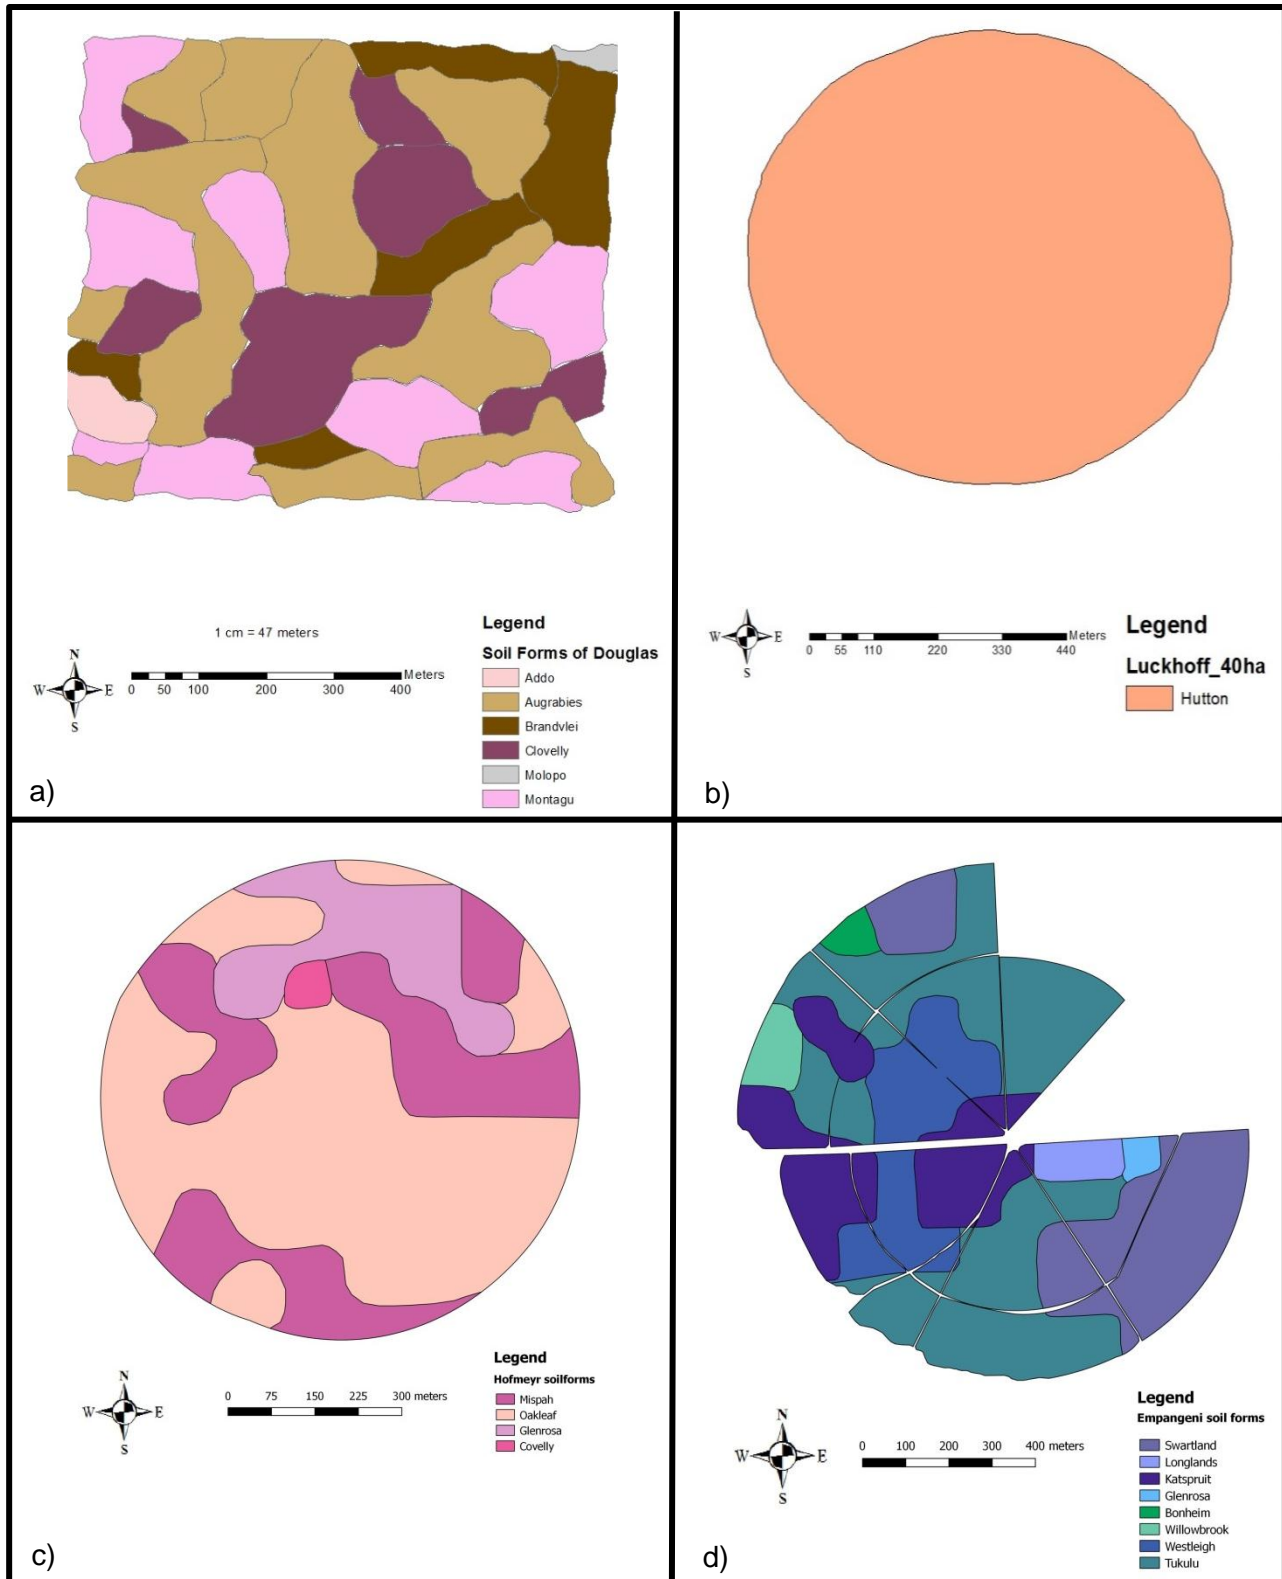 1 cm = 47 meters
N
W E
S
Meters
0 50 100 200 300 400
Legend
Soil Forms of Douglas
Addo
Augrabies
Brandvlei
Clovelly
Molopo
Montagu
a)
W E
S
Meters
0 55 110 220 330 440
Legend
Luckhoff_40ha
Hutton
b)
N
W E
S
0 75 150 225 300 meters
Legend
Hofmeyr soilforms
Mispah
Oakleaf
Glenrosa
Covelly
c)
N
W E
S
0 100 200 300 400 meters
Legend
Empangeni soil forms
Swartland
Longlands
Katspruit
Glenrosa
Bonheim
Willowbrook
Westleigh
Tukulu
d)